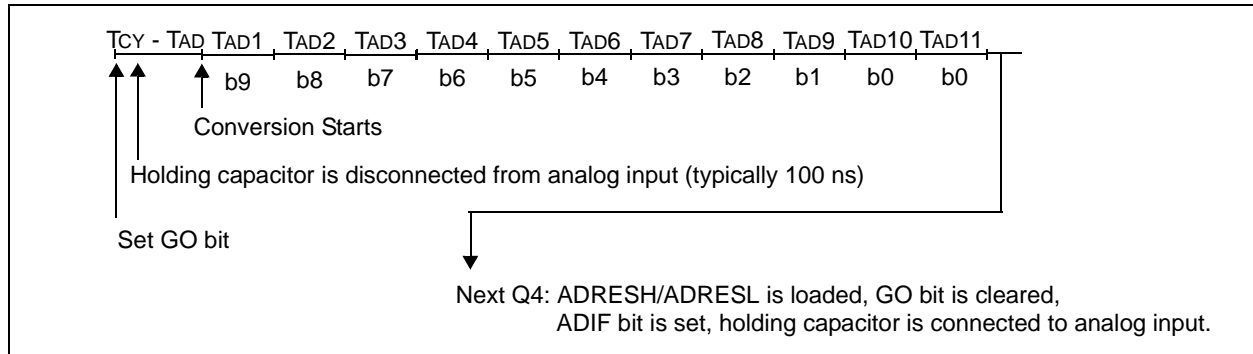 TCY - TAD TAD1 TAD2 TAD3 TAD4 TAD5 TAD6 TAD7 TAD8 TAD9 TAD10 TAD11
b9 b8 b7 b6 b5 b4 b3 b2 b1 b0 b0
Conversion Starts
Holding capacitor is disconnected from analog input (typically 100 ns)
Set GO bit
Next Q4: ADRESH/ADRESL is loaded, GO bit is cleared,
ADIF bit is set, holding capacitor is connected to analog input.